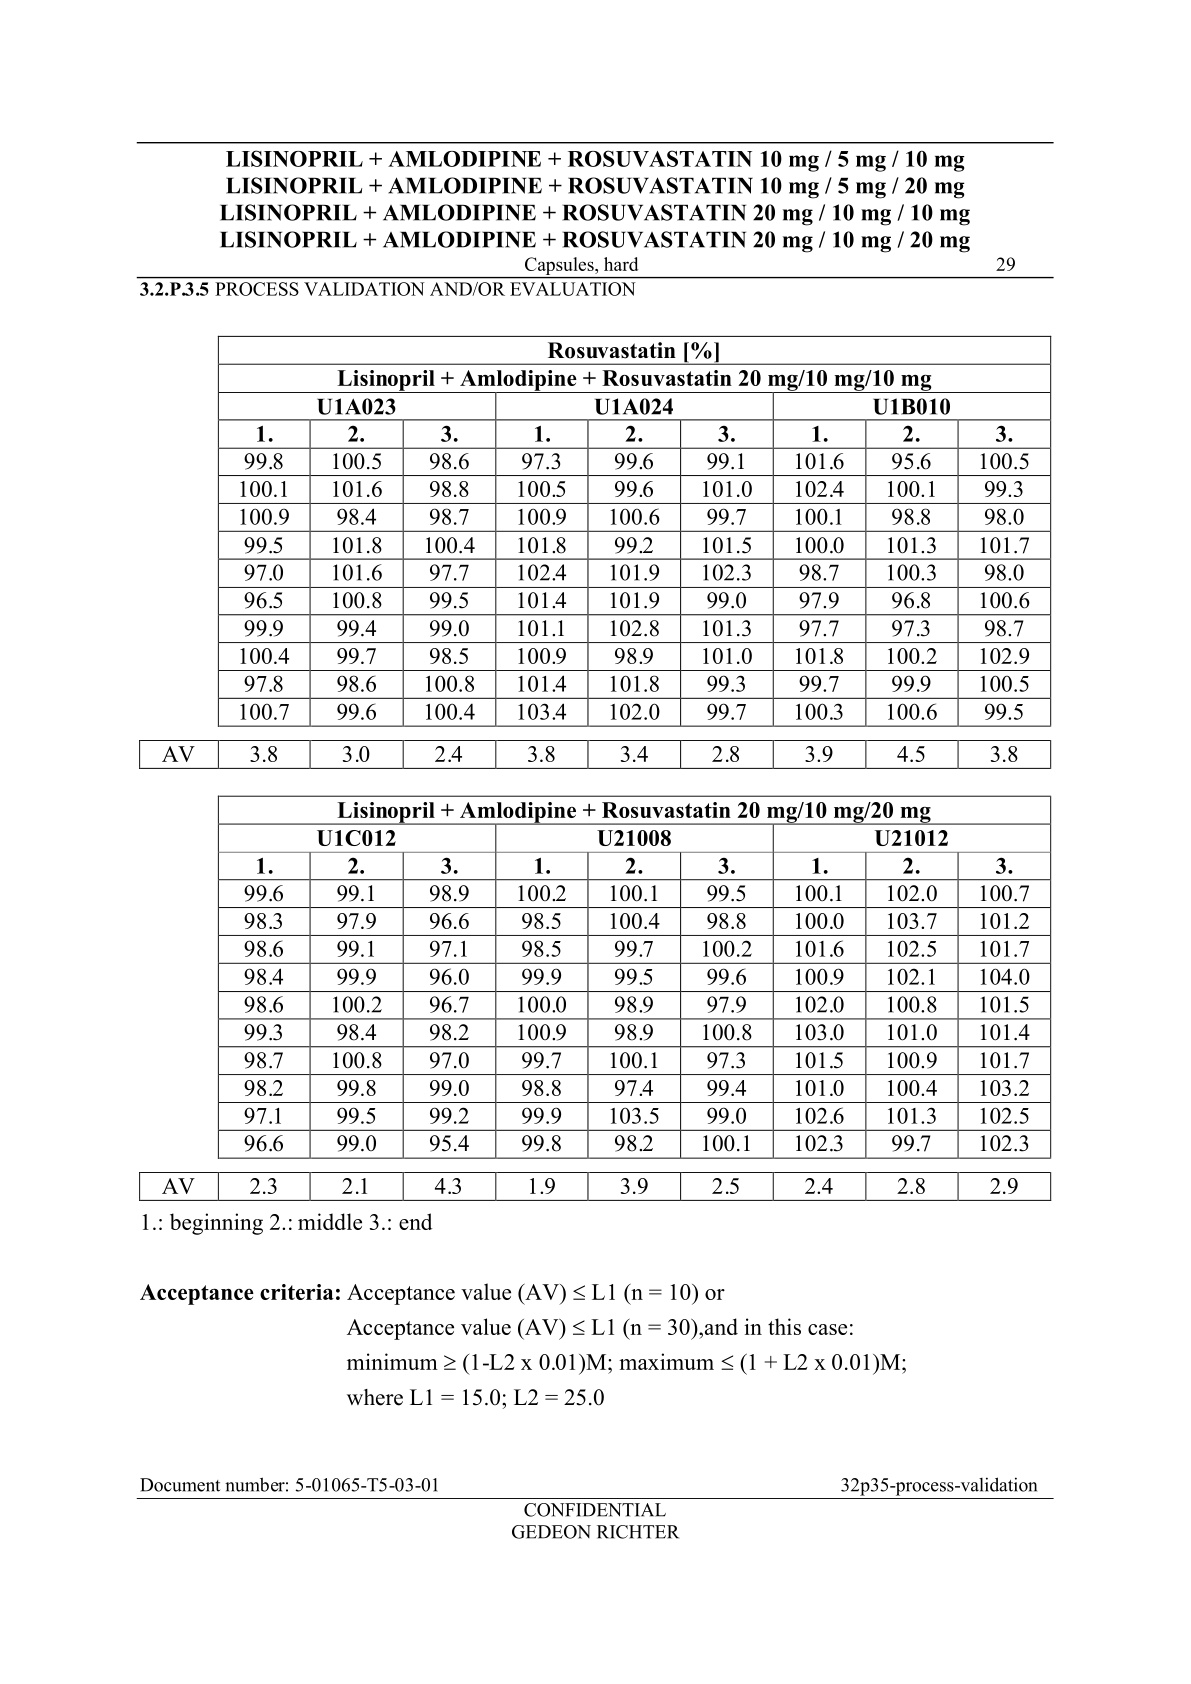 LISINOPRIL + AMLODIPINE + ROSUVASTATIN 10 mg / 5 mg / 10 mg
LISINOPRIL + AMLODIPINE + ROSUVASTATIN 10 mg / 5 mg / 20 mg
LISINOPRIL + AMLODIPINE + ROSUVASTATIN 20 mg / 10 mg / 10 mg
LISINOPRIL + AMLODIPINE + ROSUVASTATIN 20 mg / 10 mg / 20 mg
Capsules, hard 29
3.2.P.3.5 PROCESS VALIDATION AND/OR EVALUATION
Rosuvastatin [%]
Lisinopril + Amlodipine + Rosuvastatin 20 mg/10 mg/10 mg
U1A023 U1A024 U1B010
1. 2. 3. 1. 2. 3. 1. 2. 3.
99.8 100.5 98.6 97.3 99.6 99.1 101.6 95.6 100.5
100.1 101.6 98.8 100.5 99.6 101.0 102.4 100.1 99.3
100.9 98.4 98.7 100.9 100.6 99.7 100.1 98.8 98.0
99.5 101.8 100.4 101.8 99.2 101.5 100.0 101.3 101.7
97.0 101.6 97.7 102.4 101.9 102.3 98.7 100.3 98.0
96.5 100.8 99.5 101.4 101.9 99.0 97.9 96.8 100.6
99.9 99.4 99.0 101.1 102.8 101.3 97.7 97.3 98.7
100.4 99.7 98.5 100.9 98.9 101.0 101.8 100.2 102.9
97.8 98.6 100.8 101.4 101.8 99.3 99.7 99.9 100.5
100.7 99.6 100.4 103.4 102.0 99.7 100.3 100.6 99.5
AV 3.8 3.0 2.4 3.8 3.4 2.8 3.9 4.5 3.8
Lisinopril + Amlodipine + Rosuvastatin 20 mg/10 mg/20 mg
U1C012 U21008 U21012
1. 2. 3. 1. 2. 3. 1. 2. 3.
99.6 99.1 98.9 100.2 100.1 99.5 100.1 102.0 100.7
98.3 97.9 96.6 98.5 100.4 98.8 100.0 103.7 101.2
98.6 99.1 97.1 98.5 99.7 100.2 101.6 102.5 101.7
98.4 99.9 96.0 99.9 99.5 99.6 100.9 102.1 104.0
98.6 100.2 96.7 100.0 98.9 97.9 102.0 100.8 101.5
99.3 98.4 98.2 100.9 98.9 100.8 103.0 101.0 101.4
98.7 100.8 97.0 99.7 100.1 97.3 101.5 100.9 101.7
98.2 99.8 99.0 98.8 97.4 99.4 101.0 100.4 103.2
97.1 99.5 99.2 99.9 103.5 99.0 102.6 101.3 102.5
96.6 99.0 95.4 99.8 98.2 100.1 102.3 99.7 102.3
AV 2.3 2.1 4.3 1.9 3.9 2.5 2.4 2.8 2.9
1.: beginning 2.: middle 3.: end
Acceptance criteria: Acceptance value (AV) ≤ L1 (n = 10) or
Acceptance value (AV) ≤ L1 (n = 30),and in this case:
minimum ≥ (1-L2 x 0.01)M; maximum ≤ (1 + L2 x 0.01)M;
where L1 = 15.0; L2 = 25.0
Document number: 5-01065-T5-03-01 32p35-process-validation
CONFIDENTIAL
GEDEON RICHTER